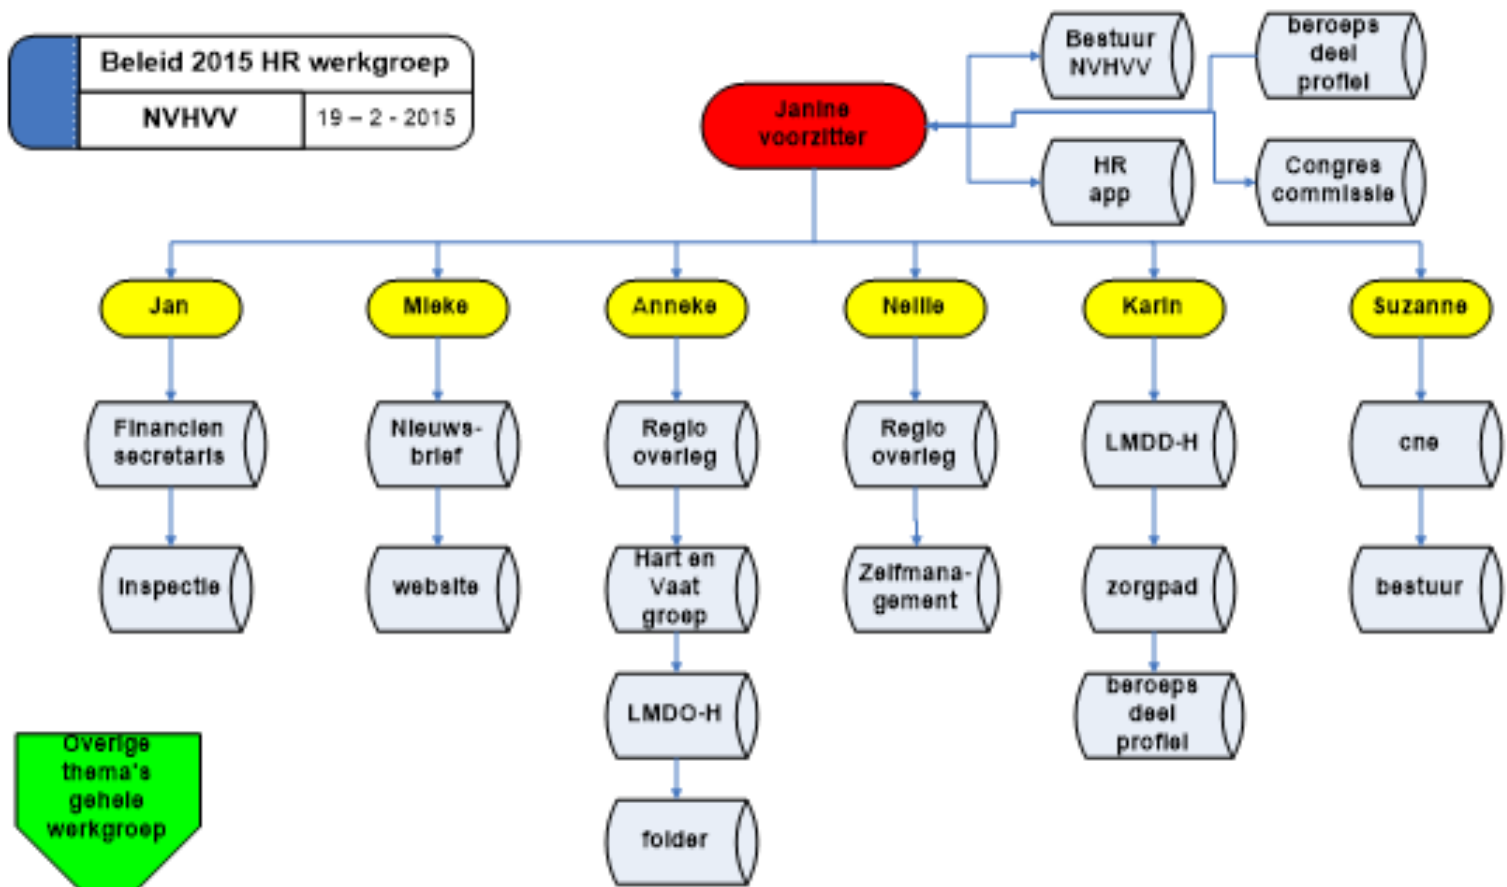 Beleid 2015 HR werkgroep
NVHVV
19 – 2 - 2015
Janine
voorzitter
Bestuur
NVHVV
beroeps
deel
profiel
HR
app
Congres
commissie
Jan
Mieke
Anneke
Nellie
Karin
Suzanne
Financien
secretaris
Nieuws-
brief
Regio
overleg
Regio
overleg
LMDD-H
cne
Inspectie
website
Hart en
Vaat
groep
Zelfmana-
gement
zorgpad
bestuur
LMDO-H
beroeps
deel
profiel
folder
Overige
thema's
gehele
werkgroep